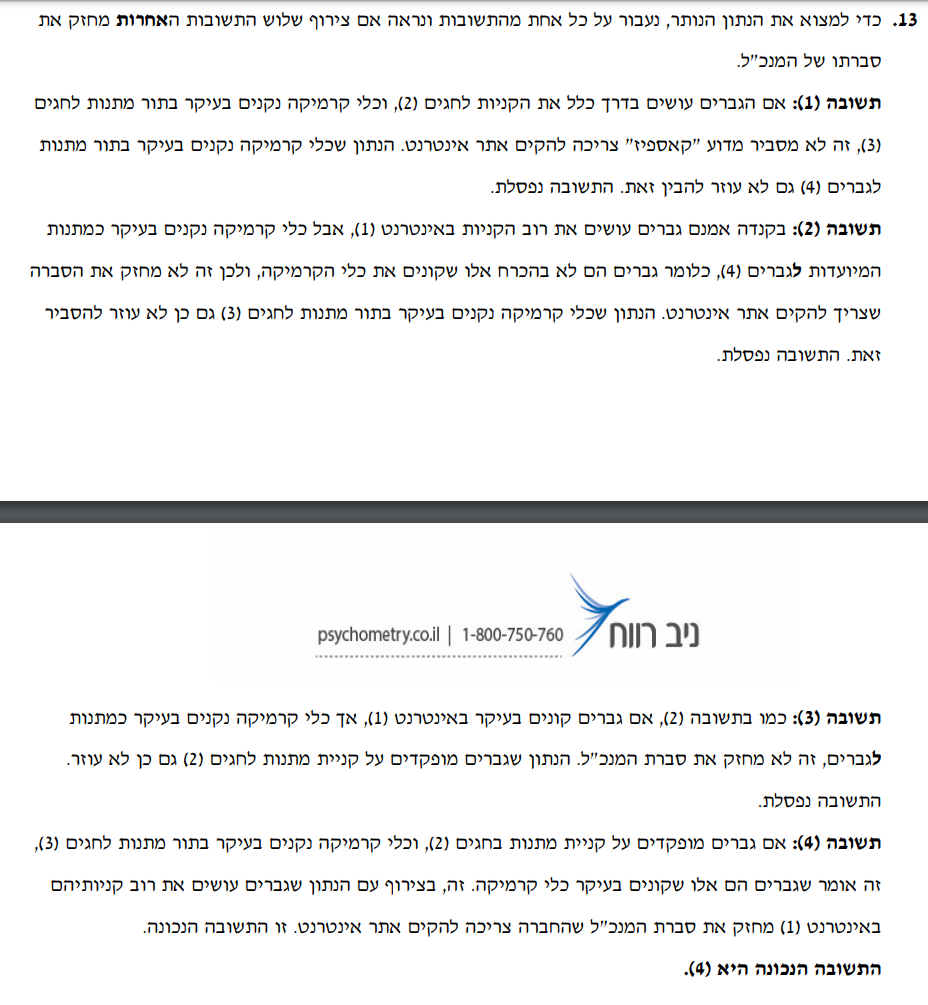 13. כדי למצוא את הנתון הנותר, נעבור על כל אחת מהתשובות ונראה אם צירוף שלוש התשובות האחרות מחזק את
סברתו של המנכ"ל.
תשובה (1): אם הגברים עושים בדרך כלל את הקניות לחגים (2), וכלי קרמיקה נקנים בעיקר בתור מתנות לחגים
(3), זה לא מסביר מדוע "קאספיז" צריכה להקים אתר אינטרנט. הנתון שכלי קרמיקה נקנים בעיקר בתור מתנות
לגברים (4) גם לא עוזר להבין זאת. התשובה נפסלת.
תשובה (2): בקנדה אמנם גברים עושים את רוב הקניות באינטרנט (1), אבל כלי קרמיקה נקנים בעיקר כמתנות
המיועדות לגברים (4), כלומר גברים הם לא בהכרח אלו שקונים את כלי הקרמיקה, ולכן זה לא מחזק את הסברה
שצריך להקים אתר אינטרנט. הנתון שכלי קרמיקה נקנים בעיקר בתור מתנות לחגים (3) גם כן לא עוזר להסביר
זאת. התשובה נפסלת.
ניב רווח
psychometry.co.il | 1-800-750-760
תשובה (3): כמו בתשובה (2), אם גברים קונים בעיקר באינטרנט (1), אך כלי קרמיקה נקנים בעיקר כמתנות
לגברים, זה לא מחזק את סברת המנכ"ל. הנתון שגברים מופקדים על קניית מתנות לחגים (2) גם כן לא עוזר.
התשובה נפסלת.
תשובה (4): אם גברים מופקדים על קניית מתנות בחגים (2), וכלי קרמיקה נקנים בעיקר בתור מתנות לחגים (3),
זה אומר שגברים הם אלו שקונים בעיקר כלי קרמיקה. זה, בצירוף עם הנתון שגברים עושים את רוב קניותיהם
באינטרנט (1) מחזק את סברת המנכ"ל שהחברה צריכה להקים אתר אינטרנט. זו התשובה הנכונה.
התשובה הנכונה היא (4).